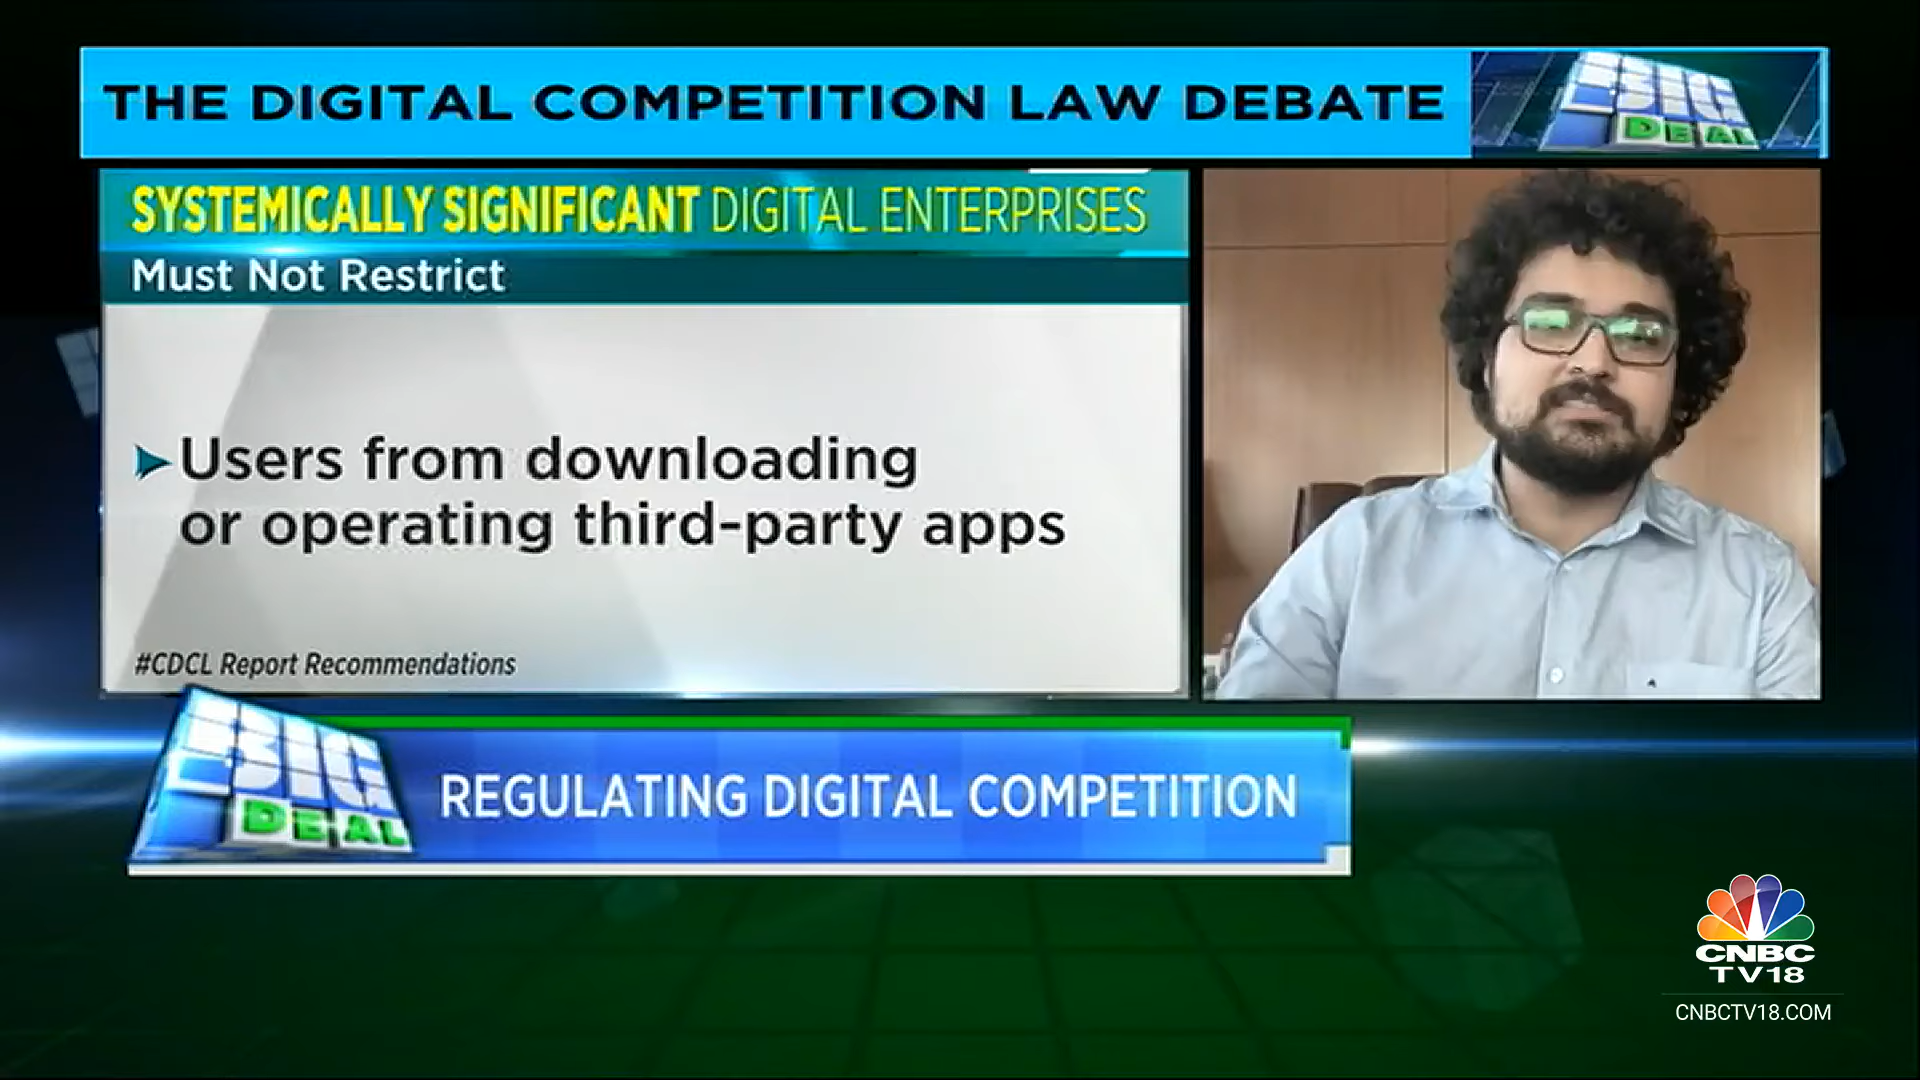 THE DIGITAL COMPETITION LAW DEBATE
BIG
DEAL
SYSTEMICALLY SIGNIFICANT DIGITAL ENTERPRISES
Must Not Restrict
➤Users from downloading
or operating third-party apps
#CDCL Report Recommendations
BIG
DEAL
REGULATING DIGITAL COMPETITION
CNBC
TV18
CNBCTV18.COM